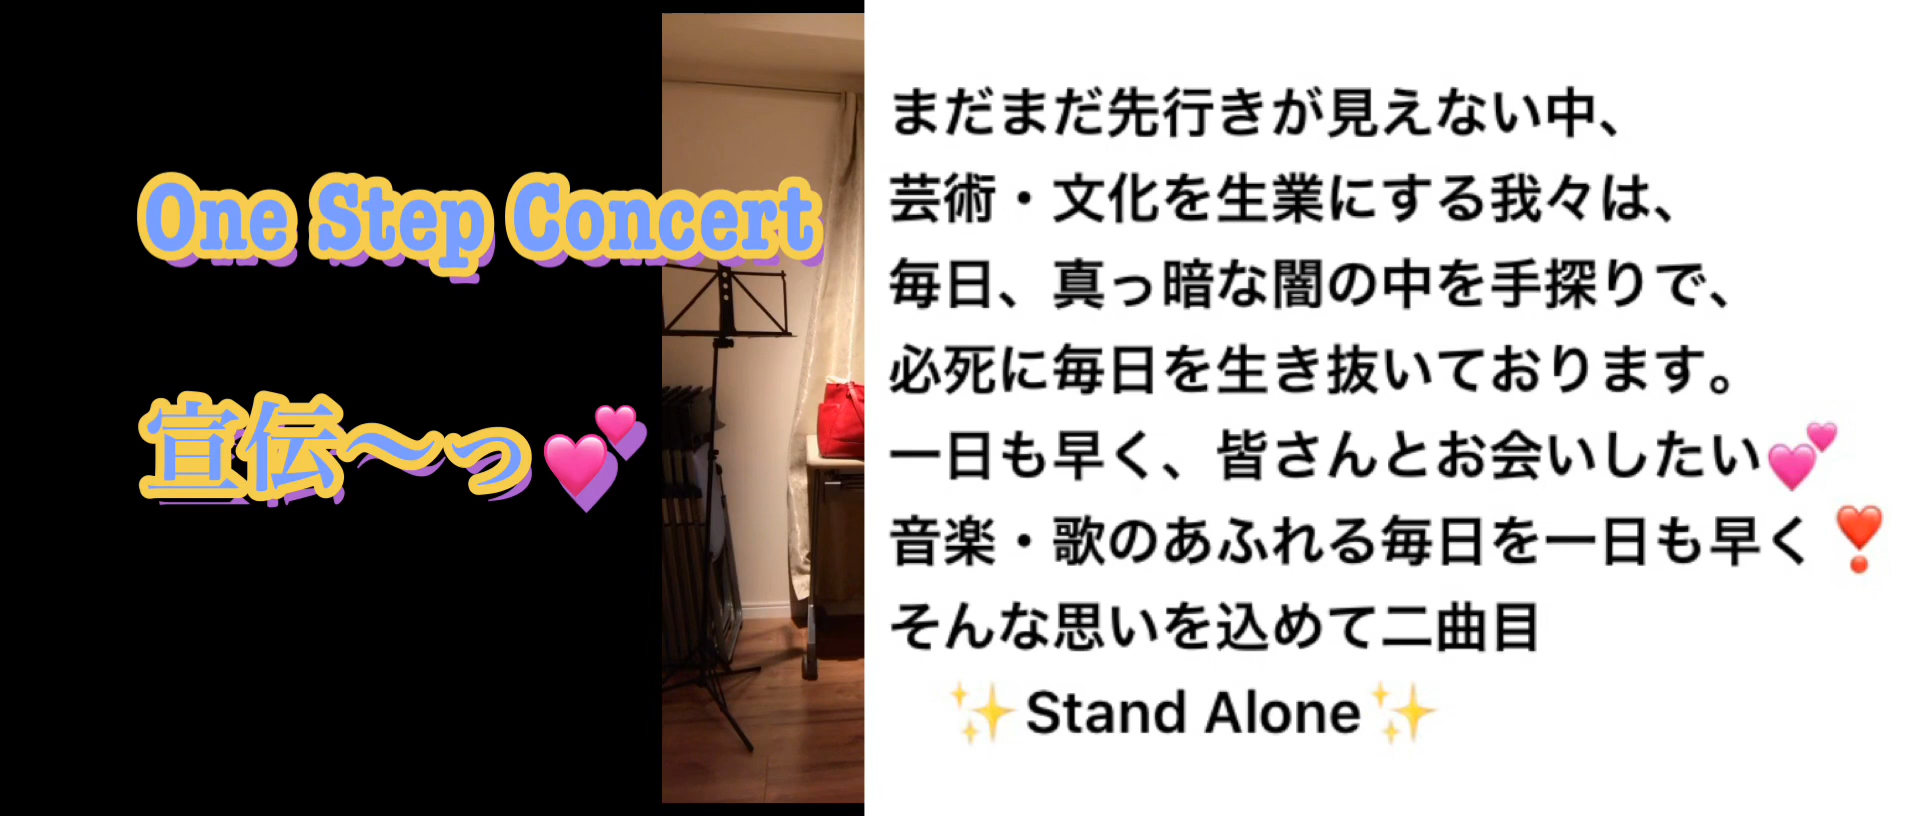 One Step Concert
宣伝〜っ💕
まだまだ先行きが見えない中、
芸術・文化を生業にする我々は、
毎日、真っ暗な闇の中を手探りで、
必死に毎日を生き抜いております。
一日も早く、皆さんとお会いしたい💕
音楽・歌のあふれる毎日を一日も早く❣️
そんな思いを込めて二曲目
✨Stand Alone✨